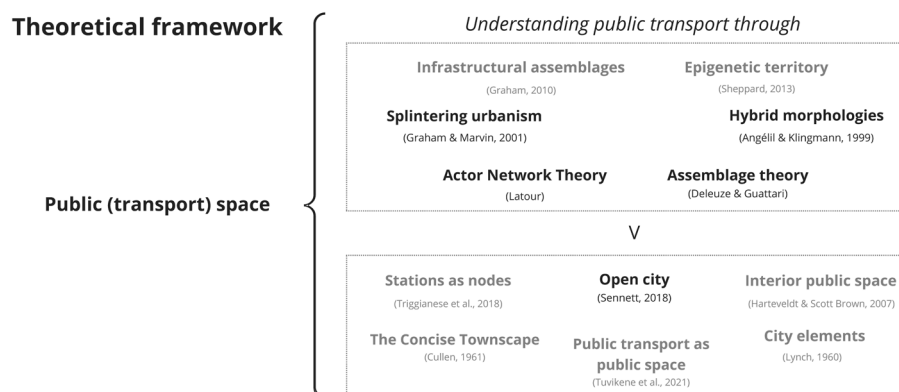 Theoretical framework
Understanding public transport through
Infrastructural assemblages
(Graham, 2010)
Epigenetic territory
(Sheppard, 2013)
Splintering urbanism
(Graham & Marvin, 2001)
Hybrid morphologies
(Angélil & Klingmann, 1999)
Actor Network Theory
(Latour)
Assemblage theory
(Deleuze & Guattari)
Public (transport) space
V
Stations as nodes
(Triggianese et al., 2018)
Open city
(Sennett, 2018)
Interior public space
(Harteveldt & Scott Brown, 2007)
The Concise Townscape
(Cullen, 1961)
Public transport as
public space
(Tuvikene et al., 2021)
City elements
(Lynch, 1960)